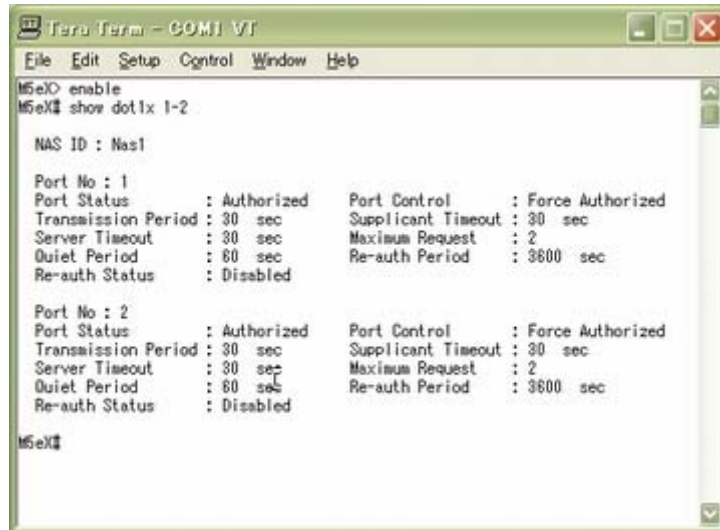 Tera Term - COM1 VT
File Edit Setup Control Window Help
M5eX> enable
M5eX# show dot1x 1-2
NAS ID : Nas1
Port No : 1
Port Status : Authorized Port Control : Force Authorized
Transmission Period : 30 sec Supplicant Timeout : 30 sec
Server Timeout : 30 sec Maximum Request : 2
Quiet Period : 60 sec Re-auth Period : 3600 sec
Re-auth Status : Disabled
Port No : 2
Port Status : Authorized Port Control : Force Authorized
Transmission Period : 30 sec Supplicant Timeout : 30 sec
Server Timeout : 30 sec Maximum Request : 2
Quiet Period : 60 sec Re-auth Period : 3600 sec
Re-auth Status : Disabled
M5eX#